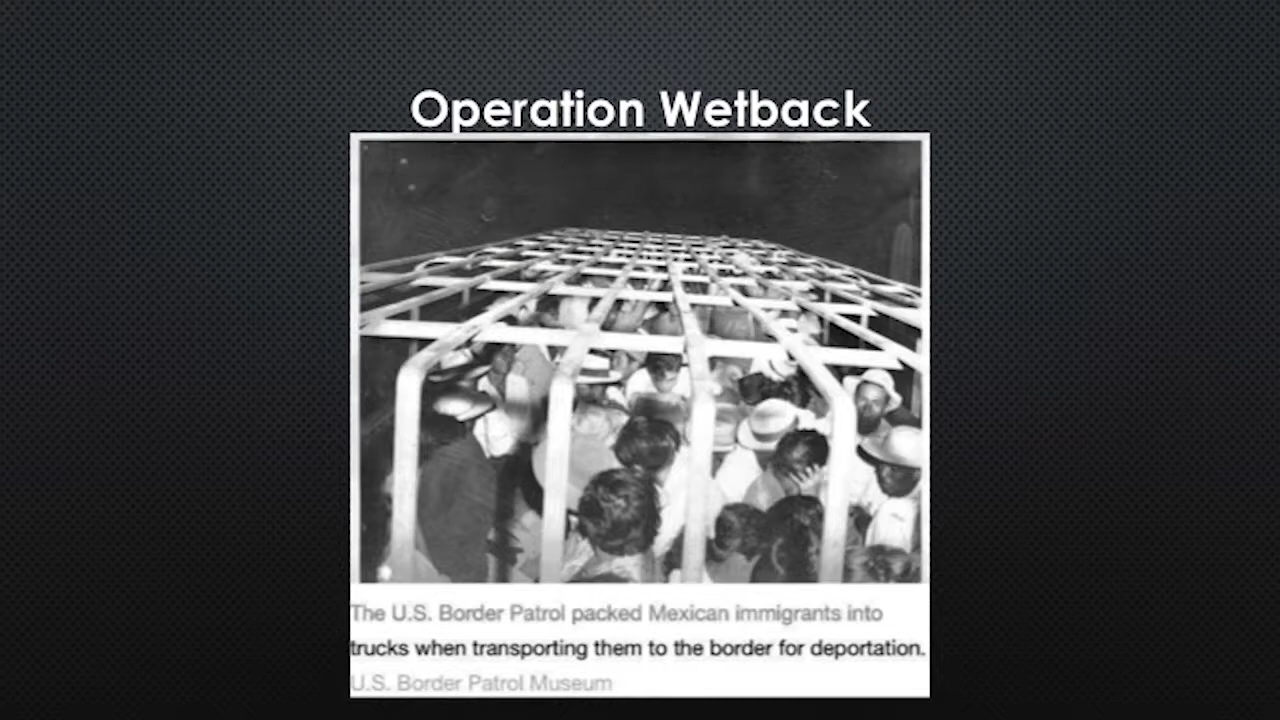 Operation Wetback
The U.S. Border Patrol packed Mexican immigrants into
trucks when transporting them to the border for deportation.
U.S. Border Patrol Museum